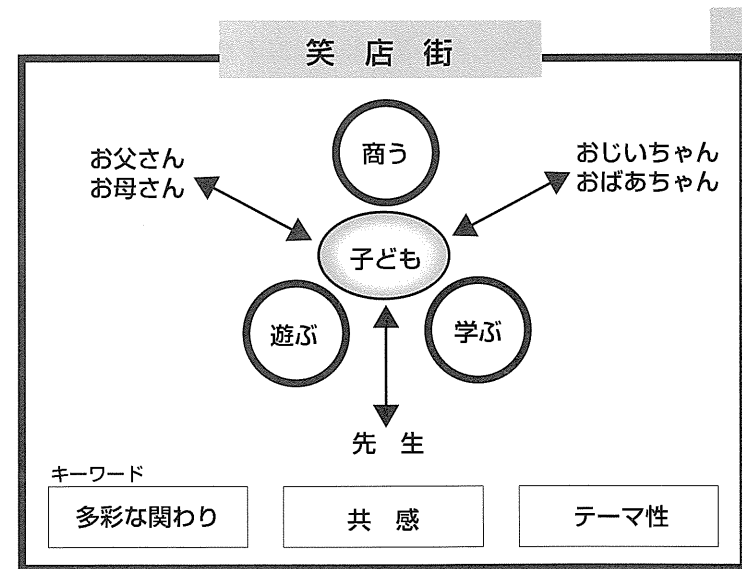 笑店街
商う
お父さん
お母さん
おじいちゃん
おばあちゃん
子ども
遊ぶ
学ぶ
先生
キーワード
多彩な関わり
共感
テーマ性